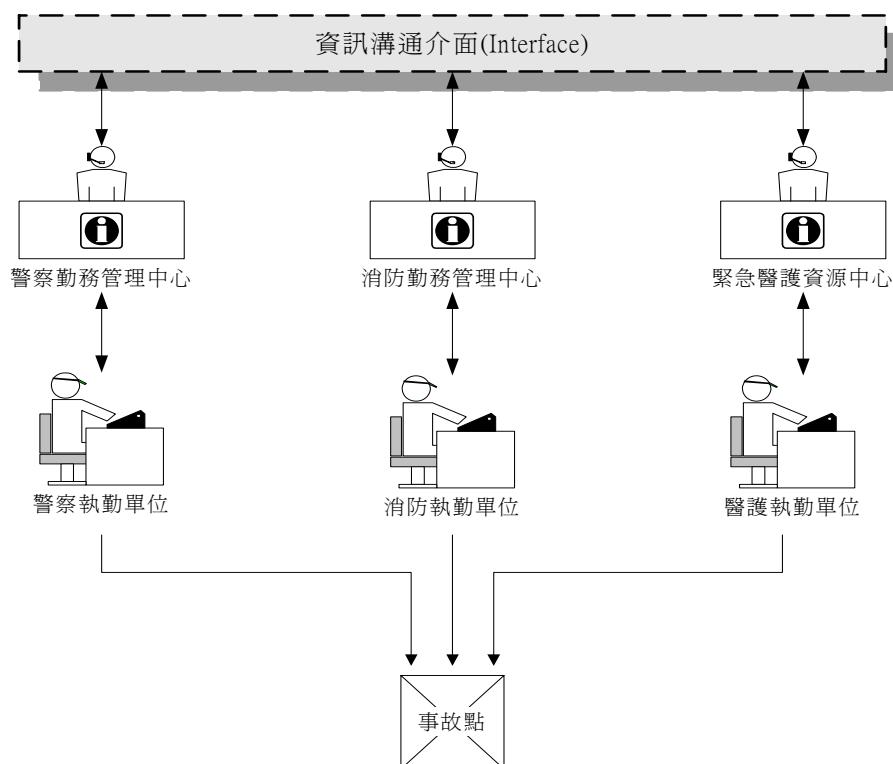 資訊溝通介面(Interface)
警察勤務管理中心
消防勤務管理中心
緊急醫護資源中心
警察執勤單位
消防執勤單位
醫護執勤單位
事故點